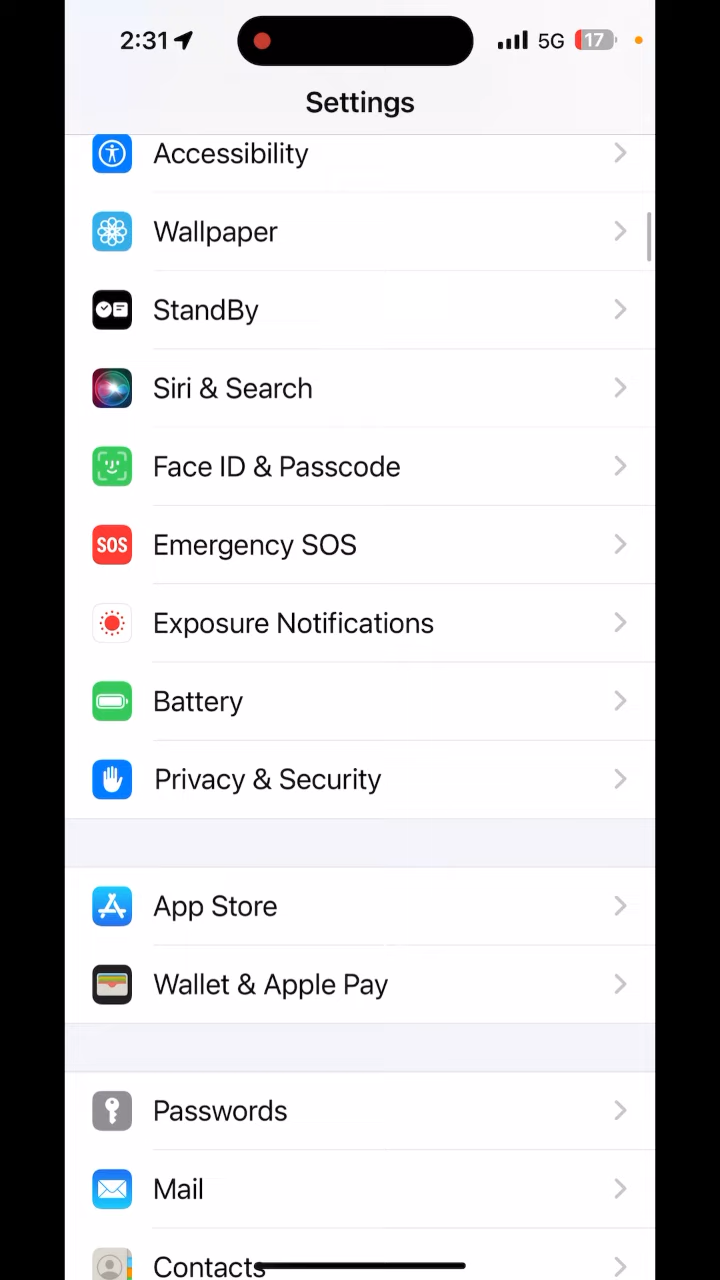 2:31 5G 17
Settings
Accessibility
Wallpaper
StandBy
Siri & Search
Face ID & Passcode
SOS Emergency SOS
Exposure Notifications
Battery
Privacy & Security
App Store
Wallet & Apple Pay
Passwords
Mail
Contacts